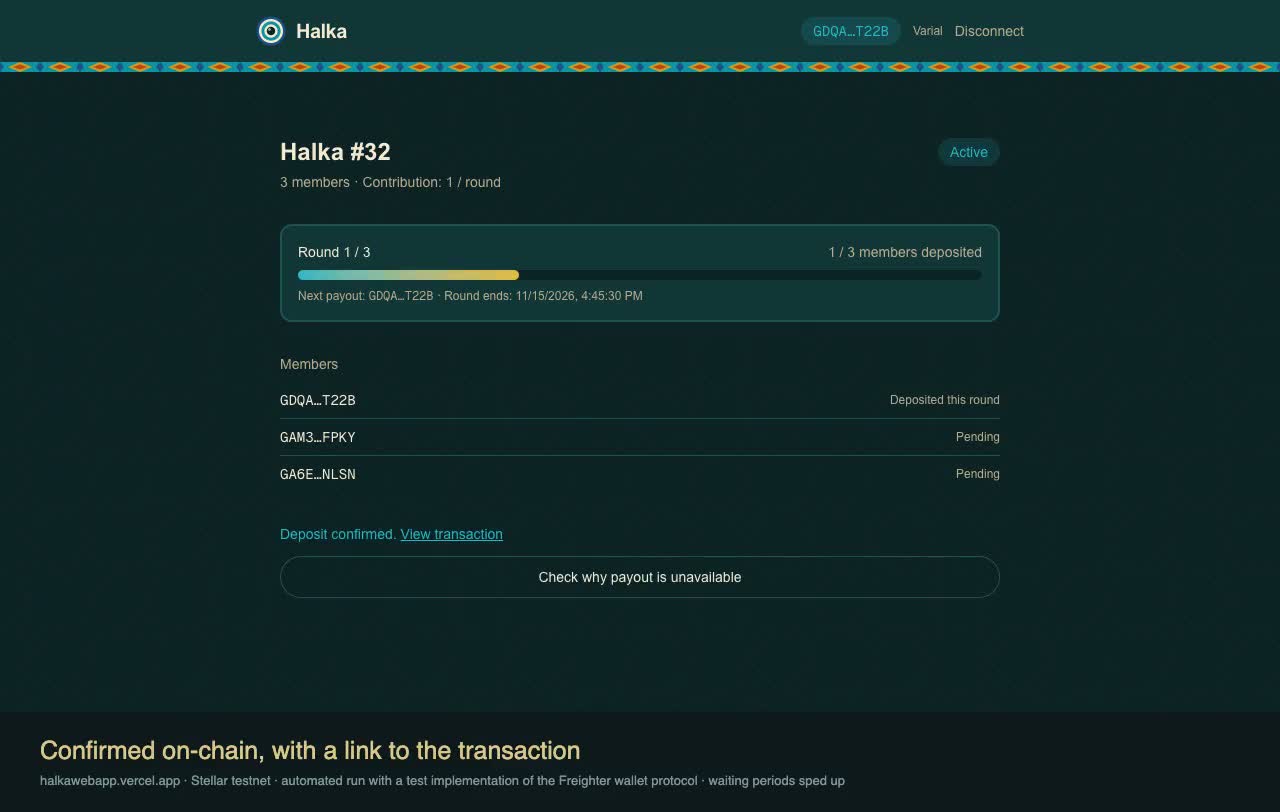 Halka
GDQA…T22B Varial Disconnect
Halka #32
Active
3 members · Contribution: 1 / round
Round 1 / 3
1 / 3 members deposited
Next payout: GDQA…T22B · Round ends: 11/15/2026, 4:45:30 PM
Members
GDQA…T22B
Deposited this round
GAM3…FPKY
Pending
GA6E…NLSN
Pending
Deposit confirmed. View transaction
Check why payout is unavailable
Confirmed on-chain, with a link to the transaction
halkawebapp.vercel.app · Stellar testnet · automated run with a test implementation of the Freighter wallet protocol · waiting periods sped up